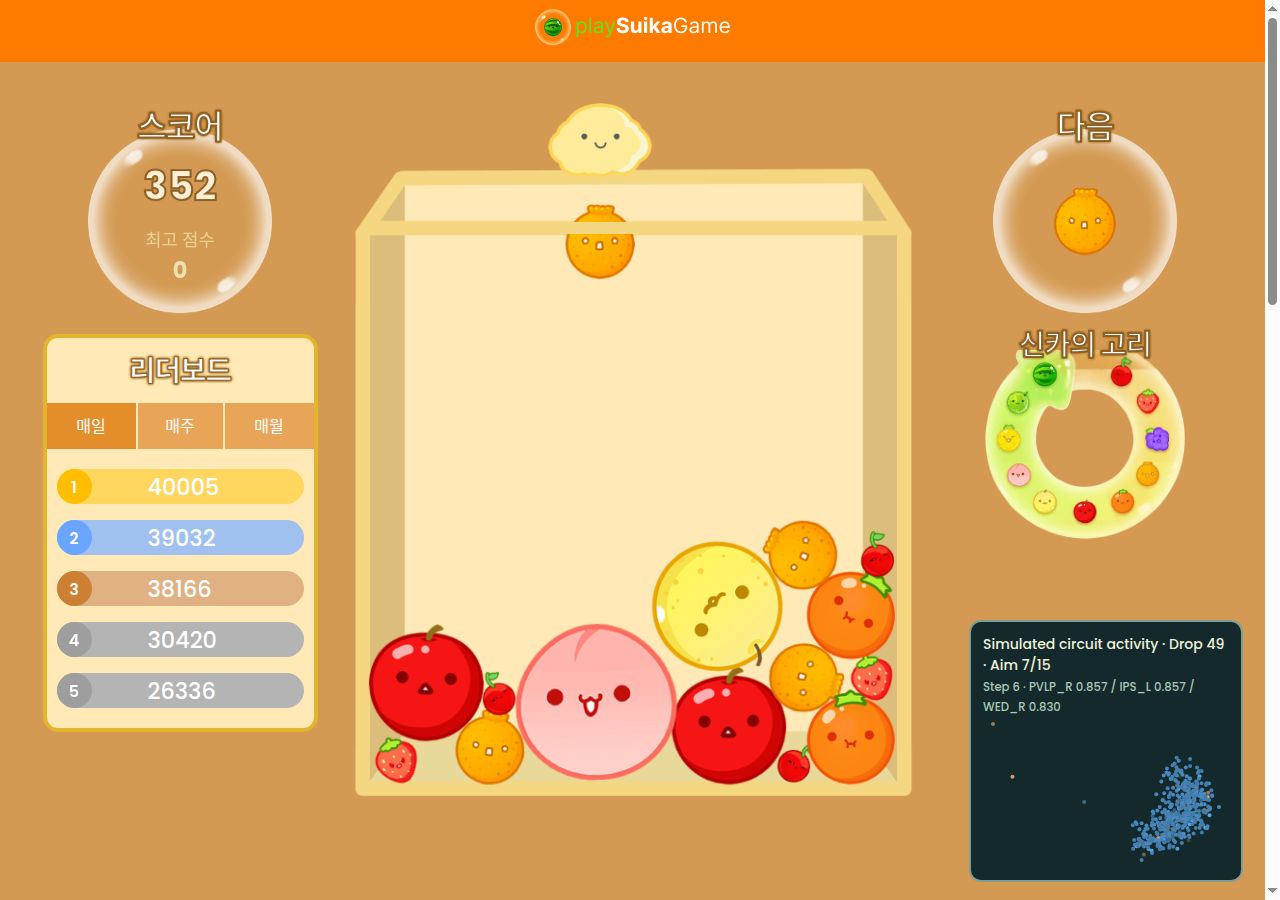 playSuikaGame
스코어
352
최고 점수
0
다음
신카의 고리
리더보드
매일 매주 매월
1 40005
2 39032
3 38166
4 30420
5 26336
Simulated circuit activity · Drop 49
· Aim 7/15
Step 6 · PVLP_R 0.857 / IPS_L 0.857 /
WED_R 0.830